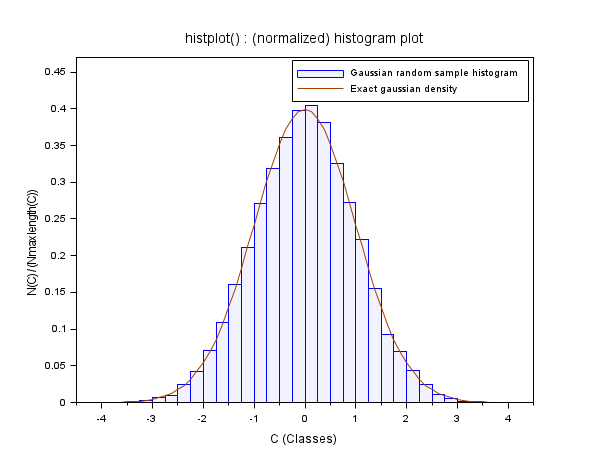 histplot() : (normalized) histogram plot
Gaussian random sample histogram
Exact gaussian density
0.45
0.4
0.35
0.3
0.25
0.2
0.15
0.1
0.05
0
N(C)/(Nmaxlength(C))
-4 -3 -2 -1 0 1 2 3 4
C (Classes)